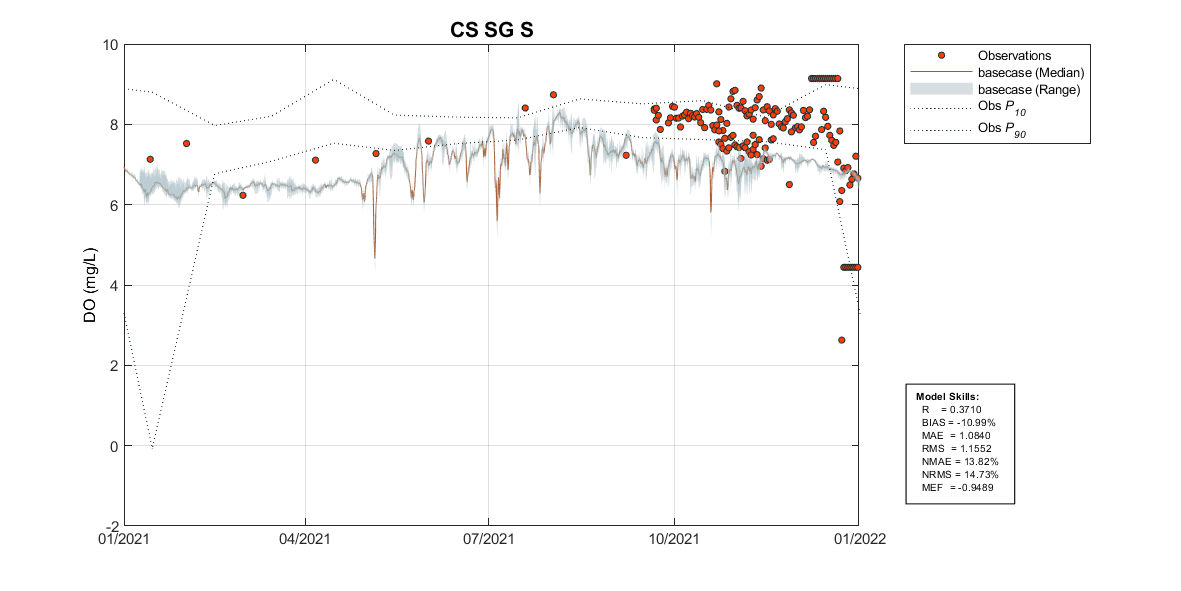 CS SG S
10
8
6
4
2
0
-2
DO (mg/L)
01/2021
04/2021
07/2021
10/2021
01/2022
Observations
basecase (Median)
basecase (Range)
Obs P10
Obs P90
Model Skills:
R = 0.3710
BIAS = -10.99%
MAE = 1.0840
RMS = 1.1552
NMAE = 13.82%
NRMS = 14.73%
MEF = -0.9489